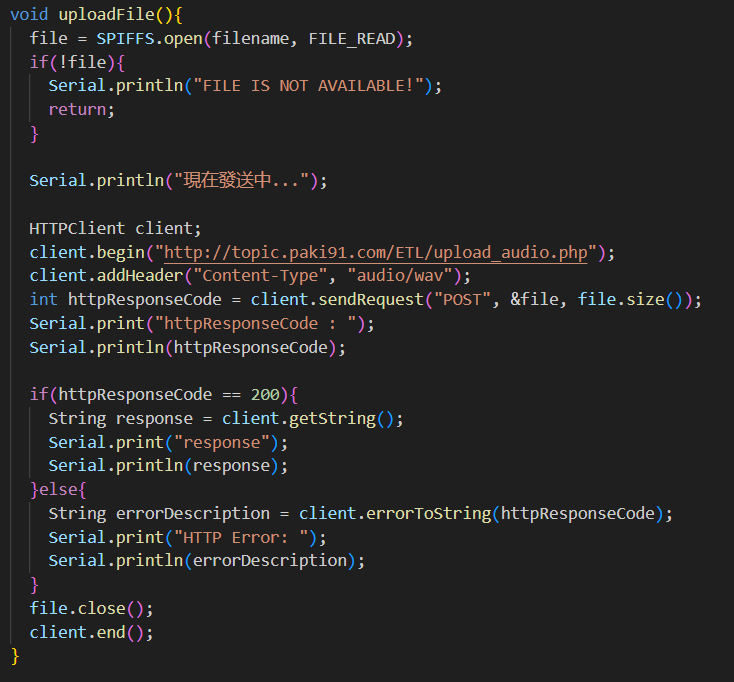 void uploadFile(){
file = SPIFFS.open(filename, FILE_READ);
if(!file){
Serial.println("FILE IS NOT AVAILABLE!");
return;
}
Serial.println("現在發送中...");
HTTPClient client;
client.begin("http://topic.paki91.com/ETL/upload_audio.php");
client.addHeader("Content-Type", "audio/wav");
int httpResponseCode = client.sendRequest("POST", &file, file.size());
Serial.print("httpResponseCode : ");
Serial.println(httpResponseCode);
if(httpResponseCode == 200){
String response = client.getString();
Serial.print("response");
Serial.println(response);
}else{
String errorDescription = client.errorToString(httpResponseCode);
Serial.print("HTTP Error: ");
Serial.println(errorDescription);
}
file.close();
client.end();
}